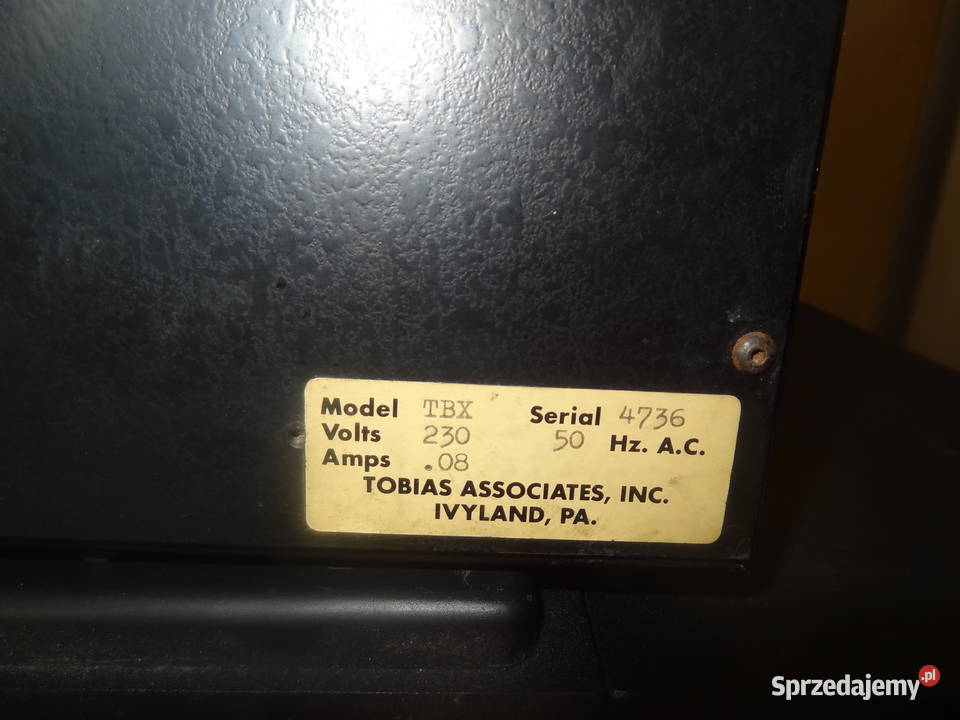 Model TBX Serial 4736
Volts 230 50 Hz. A.C.
Amps .08
TOBIAS ASSOCIATES, INC.
IVYLAND, PA.
Sprzedajemy.pl